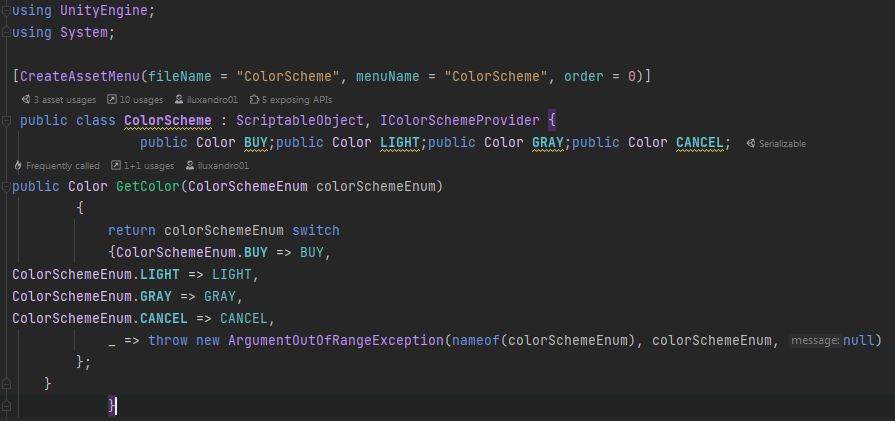 using UnityEngine;
using System;
[CreateAssetMenu(fileName = "ColorScheme", menuName = "ColorScheme", order = 0)]
3 asset usages 10 usages iluxandro01 5 exposing APIs
public class ColorScheme : ScriptableObject, IColorSchemeProvider {
public Color BUY;public Color LIGHT;public Color GRAY;public Color CANCEL; Serializable
Frequently called 1+1 usages iluxandro01
public Color GetColor(ColorSchemeEnum colorSchemeEnum)
{
return colorSchemeEnum switch
{ColorSchemeEnum.BUY => BUY,
ColorSchemeEnum.LIGHT => LIGHT,
ColorSchemeEnum.GRAY => GRAY,
ColorSchemeEnum.CANCEL => CANCEL,
_ => throw new ArgumentOutOfRangeException(nameof(colorSchemeEnum), colorSchemeEnum, message: null)
};
}
}